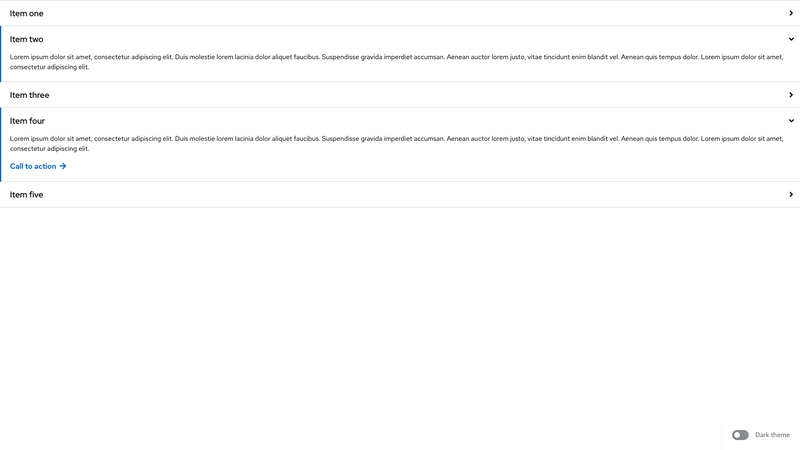 Item one
Item two
Lorem ipsum dolor sit amet, consectetur adipiscing elit. Duis molestie lorem lacinia dolor aliquet faucibus. Suspendisse gravida imperdiet accumsan. Aenean auctor lorem justo, vitae tincidunt enim blandit vel. Aenean quis tempus dolor. Lorem ipsum dolor sit amet,
consectetur adipiscing elit.
Item three
Item four
Lorem ipsum dolor sit amet, consectetur adipiscing elit. Duis molestie lorem lacinia dolor aliquet faucibus. Suspendisse gravida imperdiet accumsan. Aenean auctor lorem justo, vitae tincidunt enim blandit vel. Aenean quis tempus dolor. Lorem ipsum dolor sit amet,
consectetur adipiscing elit.
Call to action
Item five
Dark theme